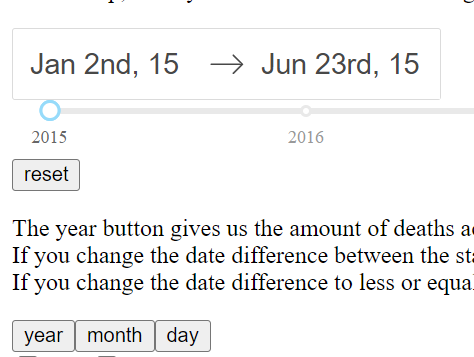 Jan 2nd, 15 → Jun 23rd, 15
2015 2016
reset
The year button gives us the amount of deaths
If you change the date difference between the
If you change the date difference to less or
year month day